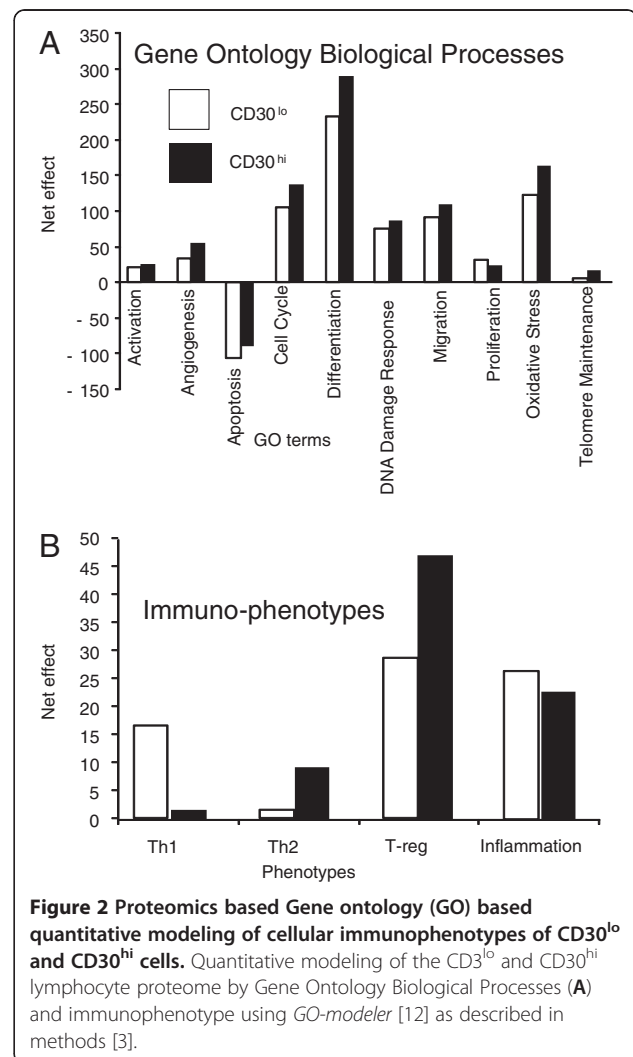 A
Gene Ontology Biological Processes
350
300
250
200
150
100
50
0
- 50
- 100
- 150
Net effect
CD30lo
CD30hi
Activation
Angiogenesis
Apoptosis
Cell Cycle
Differentiation
DNA Damage Response
Migration
Proliferation
Oxidative Stress
Telomere Maintenance
GO terms
B
Immuno-phenotypes
50
45
40
35
30
25
20
15
10
5
0
Net effect
Th1 Th2 T-reg Inflammation
Phenotypes
Figure 2 Proteomics based Gene ontology (GO) based
quantitative modeling of cellular immunophenotypes of CD30lo
and CD30hi cells. Quantitative modeling of the CD3lo and CD30hi
lymphocyte proteome by Gene Ontology Biological Processes (A)
and immunophenotype using GO-modeler [12] as described in
methods [3].